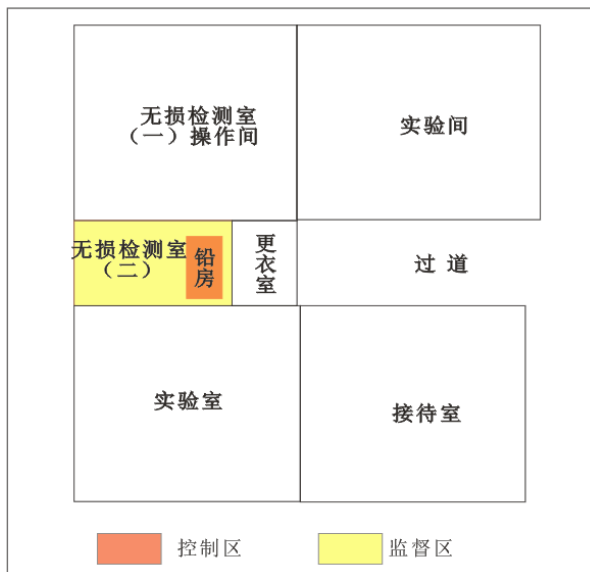 无损检测室
（一）操作间
实验间
无损检测室
（二）
铅房
更衣室
过 道
实验室
接待室
控制区
监督区